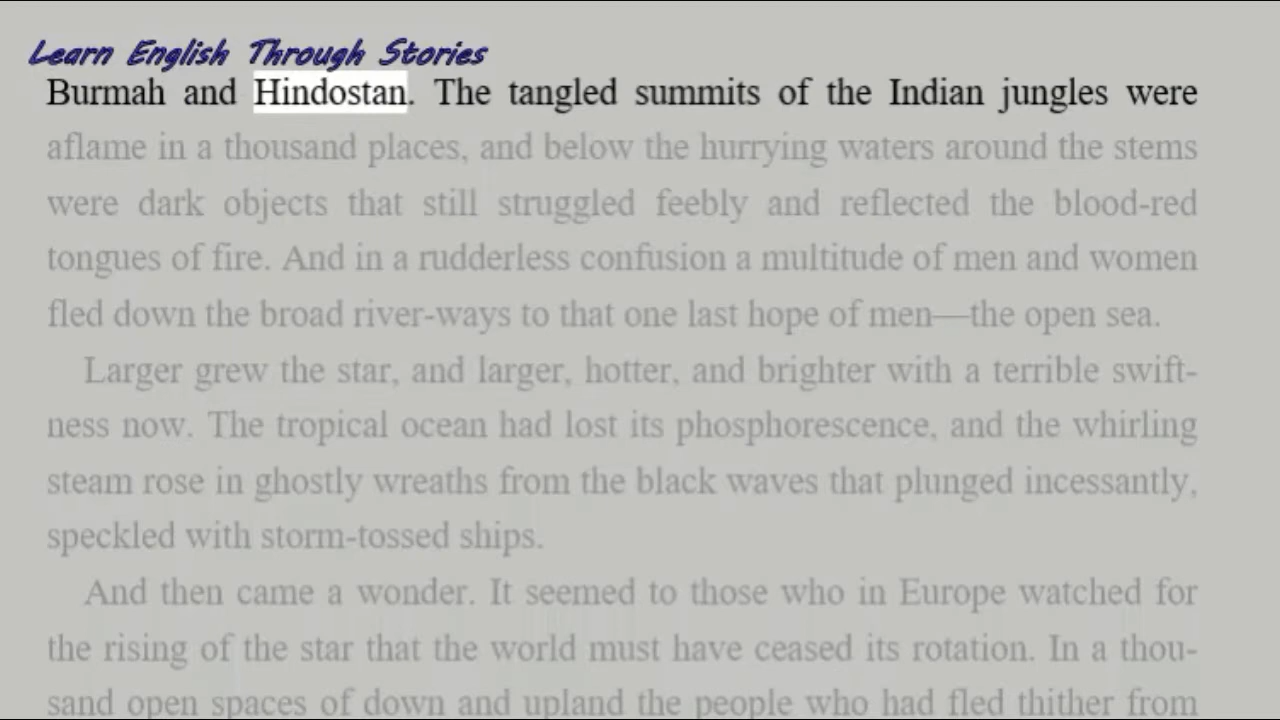 Learn English Through Stories
Burmah and Hindostan. The tangled summits of the Indian jungles were
aflame in a thousand places, and below the hurrying waters around the stems
were dark objects that still struggled feebly and reflected the blood-red
tongues of fire. And in a rudderless confusion a multitude of men and women
fled down the broad river-ways to that one last hope of men—the open sea.
Larger grew the star, and larger, hotter, and brighter with a terrible swift-
ness now. The tropical ocean had lost its phosphorescence, and the whirling
steam rose in ghostly wreaths from the black waves that plunged incessantly,
speckled with storm-tossed ships.
And then came a wonder. It seemed to those who in Europe watched for
the rising of the star that the world must have ceased its rotation. In a thou-
sand open spaces of down and upland the people who had fled thither from